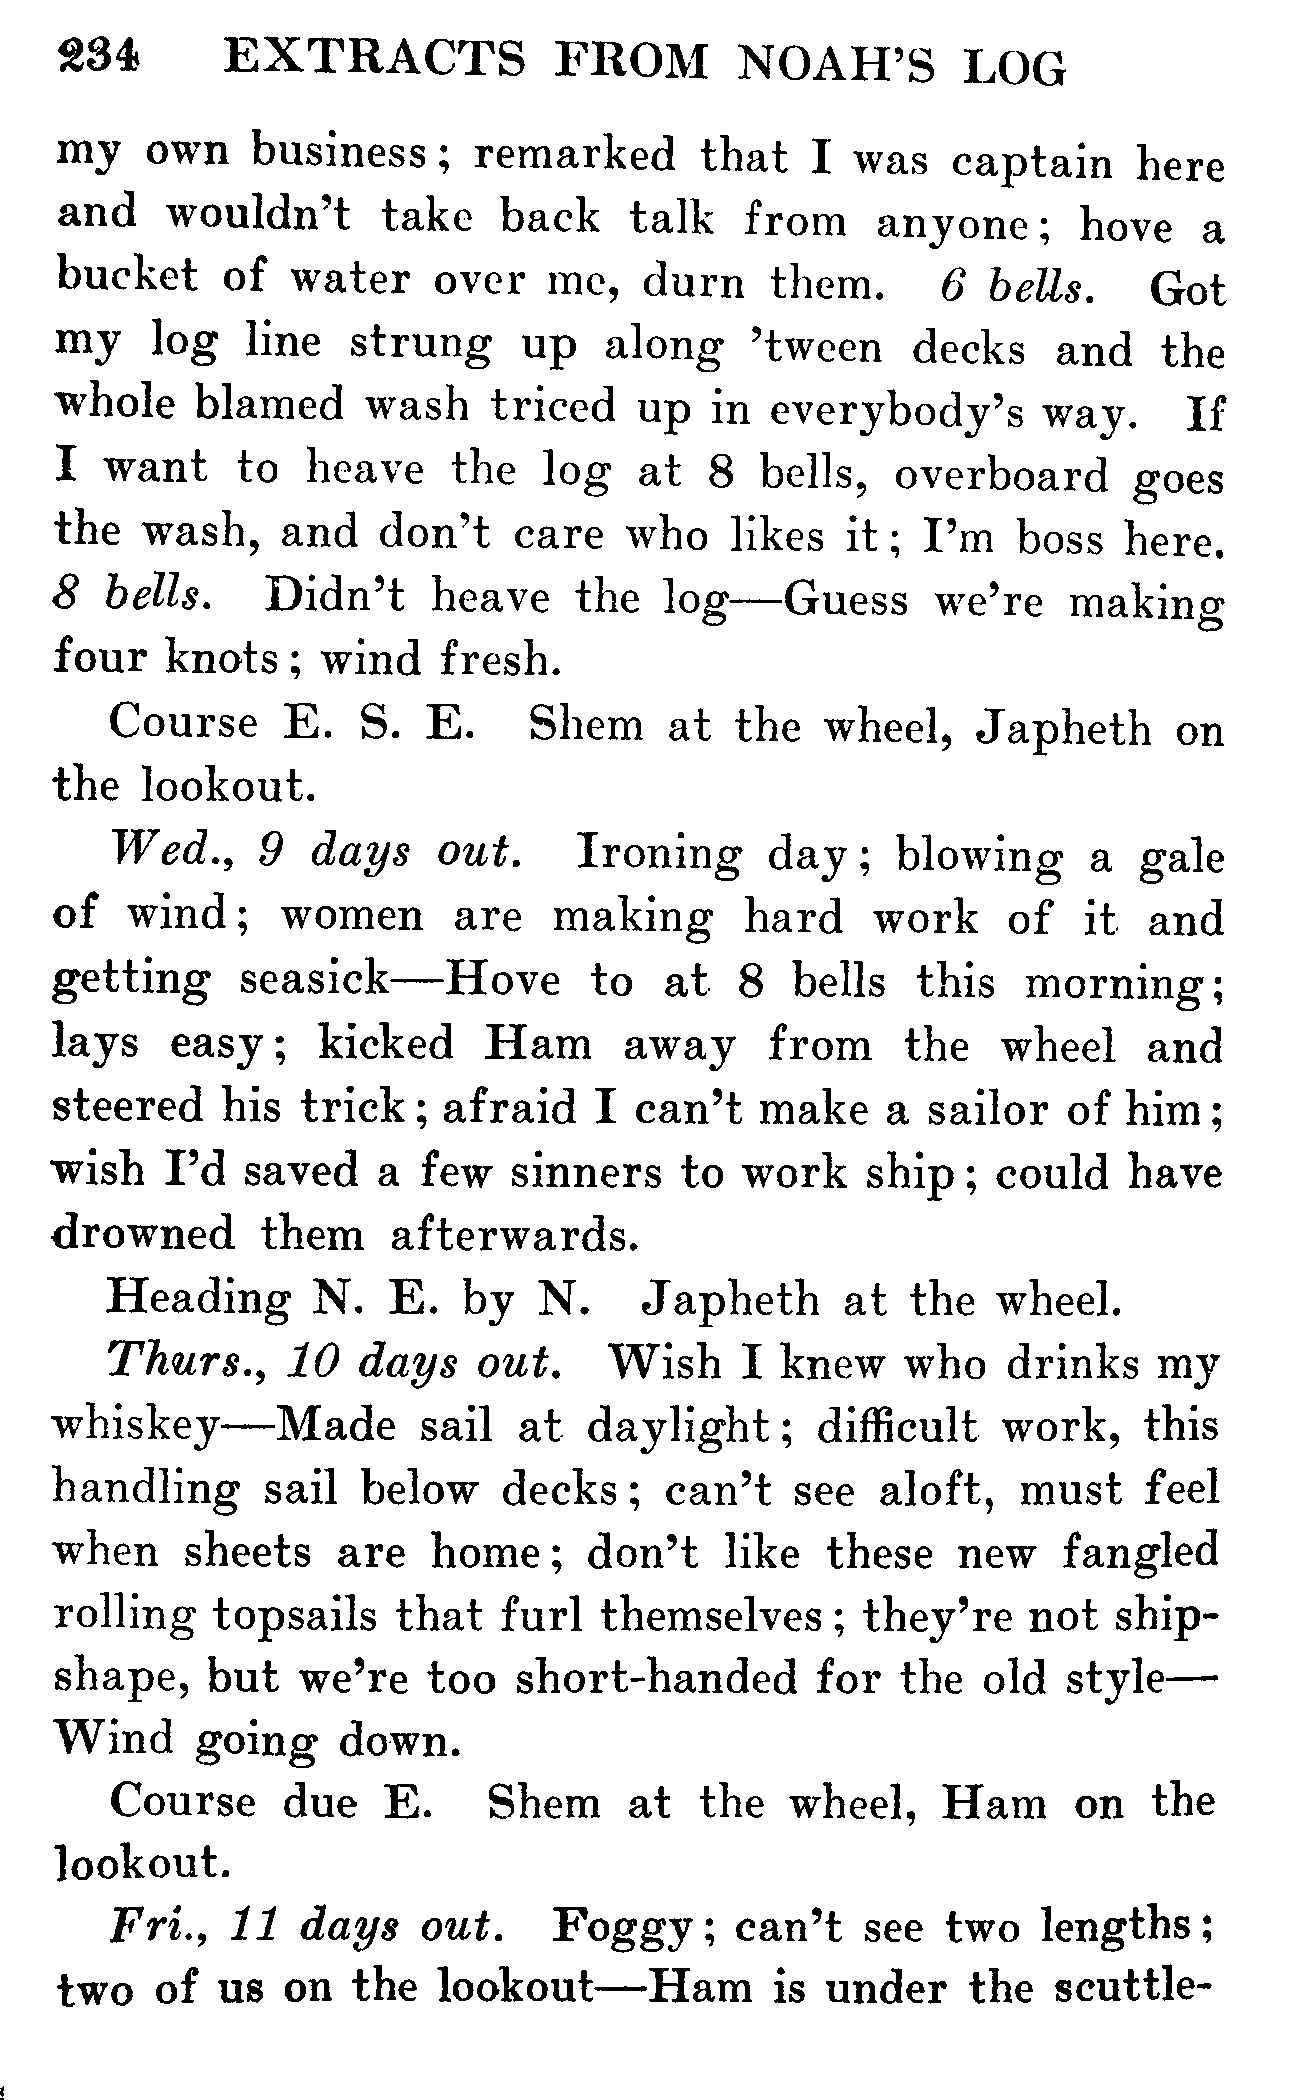 234 EXTRACTS FROM NOAH'S LOG
my own business; remarked that I was captain here
and wouldn't take back talk from anyone; hove a
bucket of water over me, durn them. 6 bells. Got
my log line strung up along 'tween decks and the
whole blamed wash triced up in everybody's way. If
I want to heave the log at 8 bells, overboard goes
the wash, and don't care who likes it; I'm boss here.
8 bells. Didn't heave the log—Guess we're making
four knots; wind fresh.
Course E. S. E. Shem at the wheel, Japheth on
the lookout.
Wed., 9 days out. Ironing day; blowing a gale
of wind; women are making hard work of it and
getting seasick—Hove to at 8 bells this morning;
lays easy; kicked Ham away from the wheel and
steered his trick; afraid I can't make a sailor of him;
wish I'd saved a few sinners to work ship; could have
drowned them afterwards.
Heading N. E. by N. Japheth at the wheel.
Thurs., 10 days out. Wish I knew who drinks my
whiskey—Made sail at daylight; difficult work, this
handling sail below decks; can't see aloft, must feel
when sheets are home; don't like these new fangled
rolling topsails that furl themselves; they're not ship-
shape, but we're too short-handed for the old style—
Wind going down.
Course due E. Shem at the wheel, Ham on the
lookout.
Fri., 11 days out. Foggy; can't see two lengths;
two of us on the lookout—Ham is under the scuttle-